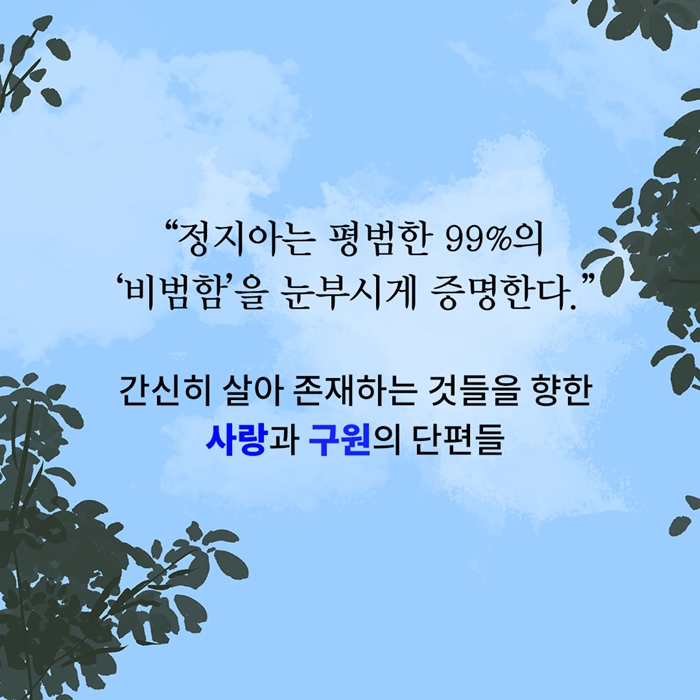 “정지아는 평범한 99%의
‘비범함’을 눈부시게 증명한다.”
간신히 살아 존재하는 것들을 향한
사랑과 구원의 단편들